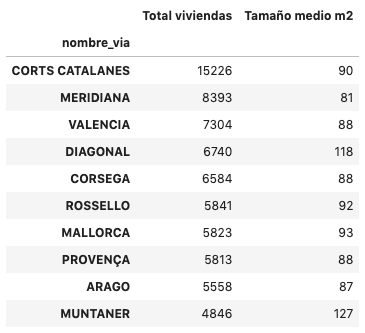 Total viviendas Tamaño medio m2
nombre_via
CORTS CATALANES 15226 90
MERIDIANA 8393 81
VALENCIA 7304 88
DIAGONAL 6740 118
CORSEGA 6584 88
ROSSELLO 5841 92
MALLORCA 5823 93
PROVENÇA 5813 88
ARAGO 5558 87
MUNTANER 4846 127